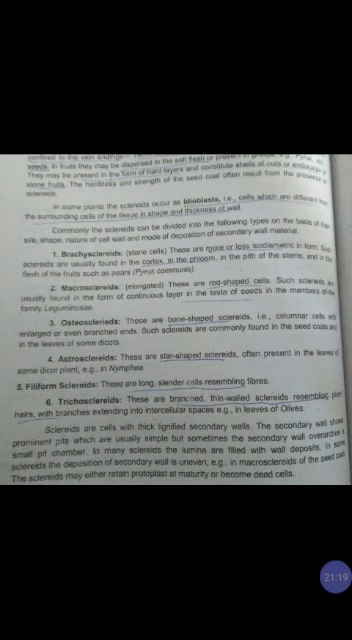 confined to the vein endings
seeds. In fruits they may be dispersed in the soft flesh or present in groups, e.g. Pyrus,
They may be present in the form of hard layers and constitute shells of nuts or endocarps of
stone fruits. The hardness and strength of the seed coat often result from the presence of
sclereids.
In some plants the sclereids occur as Idioblasts, i.e., cells which are different from
the surrounding cells of the tissue in shape and thickness of wall.
Commonly the sclereids can be divided into the following types on the basis of their
size, shape, nature of cell wall and mode of deposition of secondary wall material.
1. Brachysclereids: (stone cells) These are more or less isodiametric in form. Such
sclereids are usually found in the cortex, in the phloem, in the pith of the stems, and in the
flesh of the fruits such as pears (Pyrus communis).
2. Macrosclereids: (elongated) These are rod-shaped cells. Such sclereids are
usually found in the form of continuous layer in the testa of seeds in the members of the
family Leguminosae.
3. Osteosclerieds: These are bone-shaped sclereids, i.e., columnar cells with
enlarged or even branched ends. Such sclereids are commonly found in the seed coats and
in the leaves of some dicots.
4. Astrosclereids: These are star-shaped sclereids, often present in the leaves of
some dicot plant, e.g., in Nymphea.
5. Filiform Sclereids: These are long, slender cells resembling fibres.
6. Trichosclereids: These are branched, thin-walled sclereids resembling plant
hairs, with branches extending into intercellular spaces e.g., in leaves of Olives.
Sclereids are cells with thick lignified secondary walls. The secondary wall shows
prominent pits which are usually simple but sometimes the secondary wall overarches a
small pit chamber. In many sclereids the lumina are filled with wall deposits. In some
sclereids the deposition of secondary wall is uneven, e.g., in macrosclereids of the seed coat.
The sclereids may either retain protoplast at maturity or become dead cells.
21:19